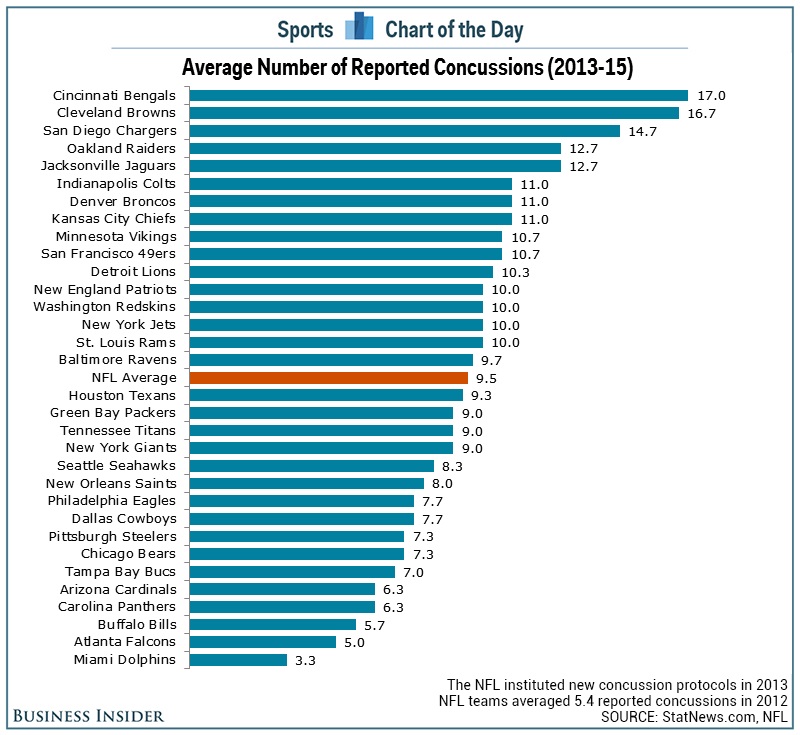 Sports Chart of the Day
Average Number of Reported Concussions (2013-15)
Cincinnati Bengals 17.0
Cleveland Browns 16.7
San Diego Chargers 14.7
Oakland Raiders 12.7
Jacksonville Jaguars 12.7
Indianapolis Colts 11.0
Denver Broncos 11.0
Kansas City Chiefs 11.0
Minnesota Vikings 10.7
San Francisco 49ers 10.7
Detroit Lions 10.3
New England Patriots 10.0
Washington Redskins 10.0
New York Jets 10.0
St. Louis Rams 10.0
Baltimore Ravens 9.7
NFL Average 9.5
Houston Texans 9.3
Green Bay Packers 9.0
Tennessee Titans 9.0
New York Giants 9.0
Seattle Seahawks 8.3
New Orleans Saints 8.0
Philadelphia Eagles 7.7
Dallas Cowboys 7.7
Pittsburgh Steelers 7.3
Chicago Bears 7.3
Tampa Bay Bucs 7.0
Arizona Cardinals 6.3
Carolina Panthers 6.3
Buffalo Bills 5.7
Atlanta Falcons 5.0
Miami Dolphins 3.3
The NFL instituted new concussion protocols in 2013
NFL teams averaged 5.4 reported concussions in 2012
BUSINESS INSIDER SOURCE: StatNews.com, NFL